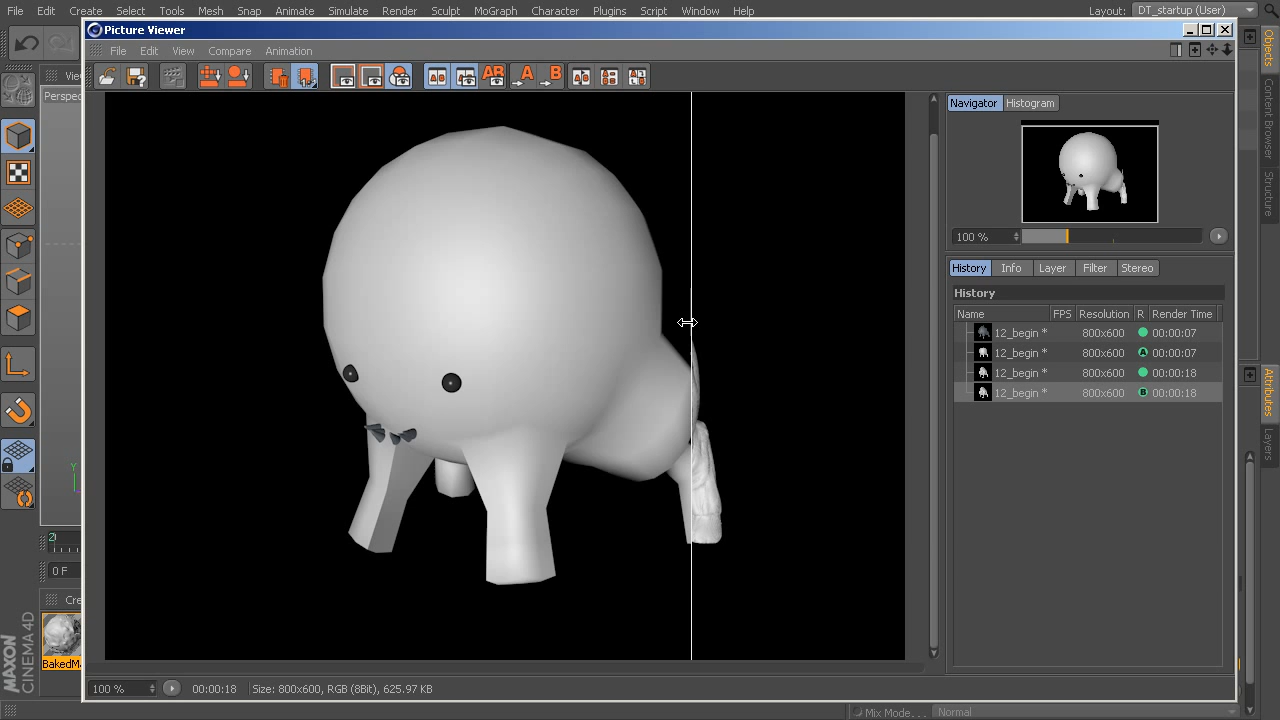 File Edit Create Select Tools Mesh Snap Animate Simulate Render Sculpt MoGraph Character Plugins Script Window Help Layout: DT_startup (User)
Picture Viewer
File Edit View Compare Animation
Perspec
Navigator Histogram
100 %
History Info Layer Filter Stereo
History
Name FPS Resolution R Render Time
12_begin * 800x600 00:00:07
12_begin * 800x600 A 00:00:07
12_begin * 800x600 00:00:18
12_begin * 800x600 B 00:00:18
Objects
Content Browser
Structure
Attributes
Layers
Y
0 F
Cre
BakedM
MAXON
CINEMA 4D
100 % 00:00:18 Size: 800x600, RGB (8Bit), 625.97 KB
Mix Mode... Normal